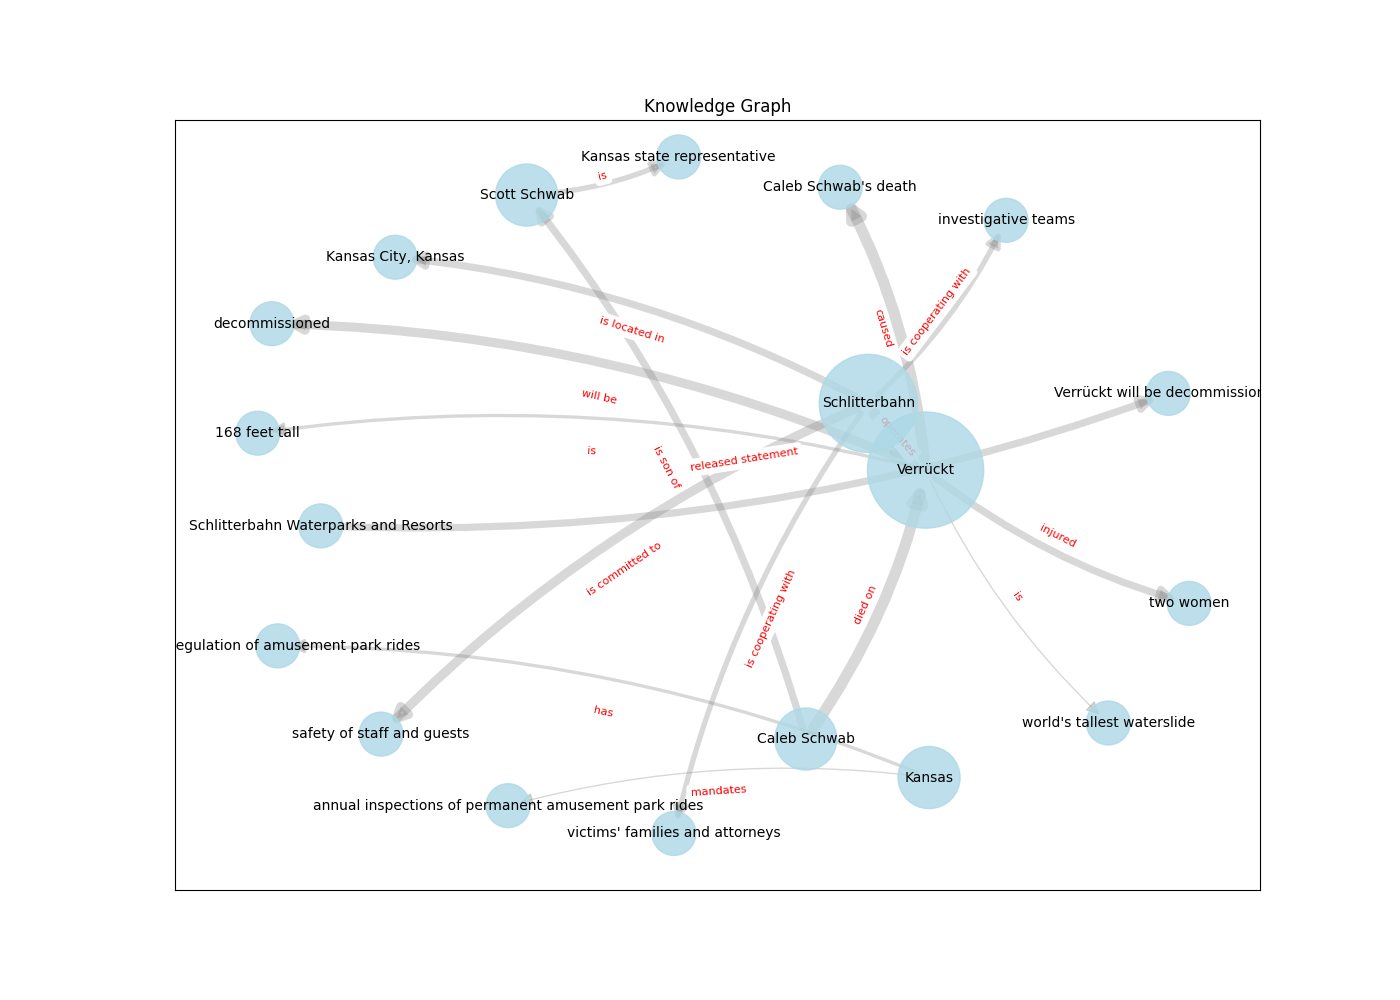 Knowledge Graph
Kansas state representative
is
Caleb Schwab's death
Scott Schwab
investigative teams
Kansas City, Kansas
is cooperating with
decommissioned
is located in
caused
Verrückt will be decommission
will be
Schlitterbahn
168 feet tall
is
released statement
is son of
Verrückt
Schlitterbahn Waterparks and Resorts
injured
is committed to
is
died on
two women
is cooperating with
egulation of amusement park rides
has
world's tallest waterslide
safety of staff and guests
Caleb Schwab
Kansas
mandates
annual inspections of permanent amusement park rides
victims' families and attorneys